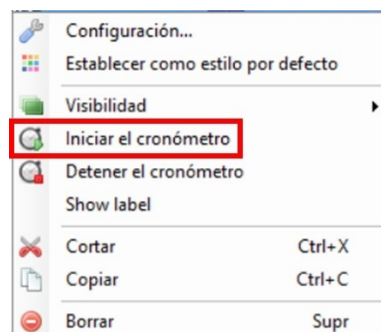 Configuración...
Establecer como estilo por defecto
Visibilidad
Iniciar el cronómetro
Detener el cronómetro
Show label
Cortar Ctrl+X
Copiar Ctrl+C
Borrar Supr